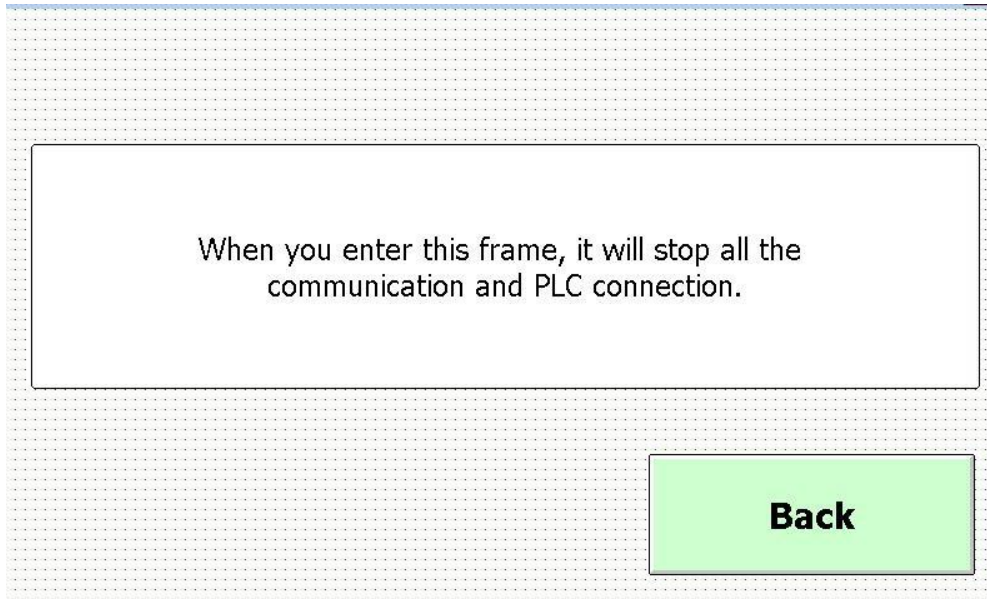 When you enter this frame, it will stop all the
communication and PLC connection.
Back